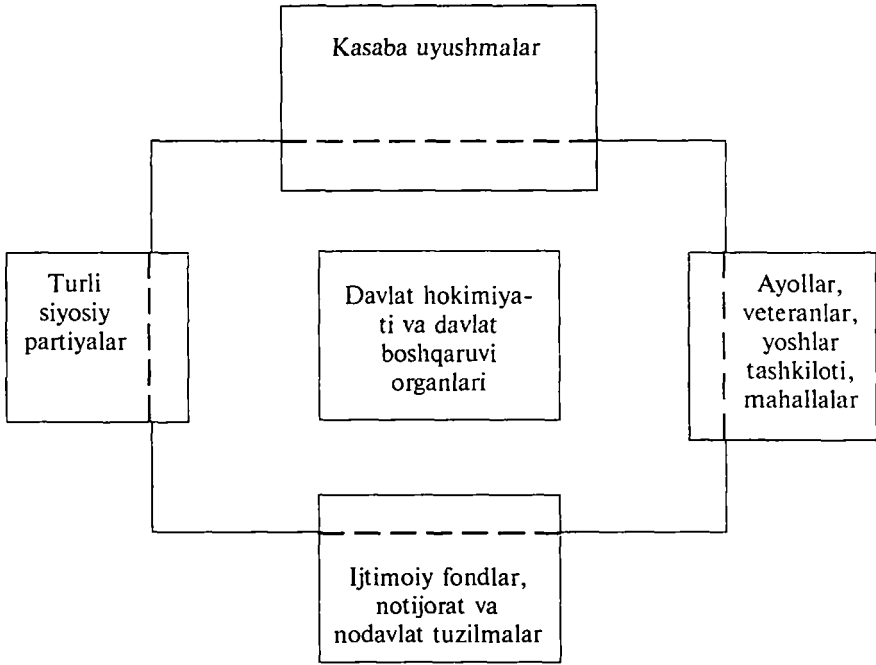 Kasaba uyushmalar
Turli
siyosiy
partiyalar
Davlat hokimiya-
ti va davlat
boshqaruvi
organlari
Ayollar,
veteranlar,
yoshlar
tashkiloti,
mahallalar
Ijtimoiy fondlar,
notijorat va
nodavlat tuzilmalar